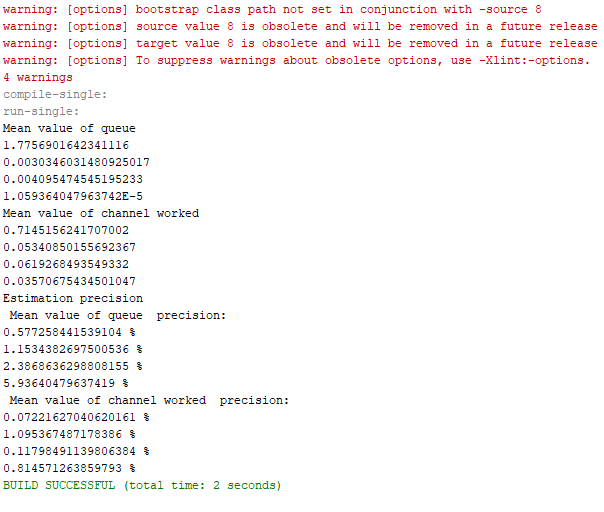 warning: [options] bootstrap class path not set in conjunction with -source 8
warning: [options] source value 8 is obsolete and will be removed in a future release
warning: [options] target value 8 is obsolete and will be removed in a future release
warning: [options] To suppress warnings about obsolete options, use -Xlint:-options.
4 warnings
compile-single:
run-single:
Mean value of queue
1.7756901642341116
0.0030346031480925017
0.004095474545195233
1.059364047963742E-5
Mean value of channel worked
0.7145156241707002
0.05340850155692367
0.0619268493549332
0.03570675434501047
Estimation precision
 Mean value of queue  precision:
0.577258441539104 %
1.1534382697500536 %
2.3868636298808155 %
5.93640479637419 %
 Mean value of channel worked  precision:
0.07221627040620161 %
1.095367487178386 %
0.11798491139806384 %
0.814571263859793 %
BUILD SUCCESSFUL (total time: 2 seconds)